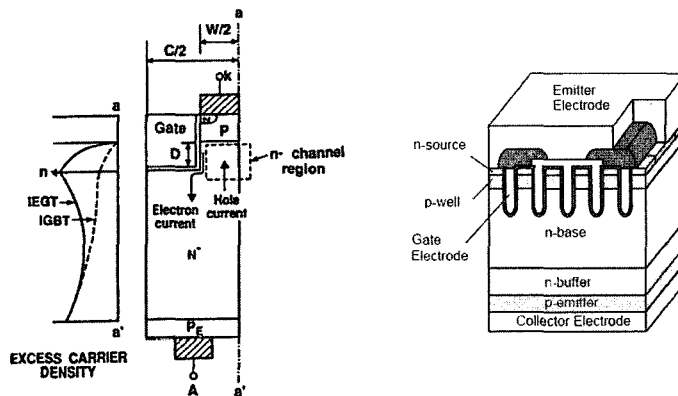 a
W/2
C/2
k
Gate
N
P
D
a
n
n- channel
region
IEGT
IGBT
Electron
current
Hole
current
N-
a'
PE
EXCESS CARRIER
DENSITY
A
a'
Emitter
Electrode
n-source
p-well
Gate
Electrode
n-base
n-buffer
p-emitter
Collector Electrode